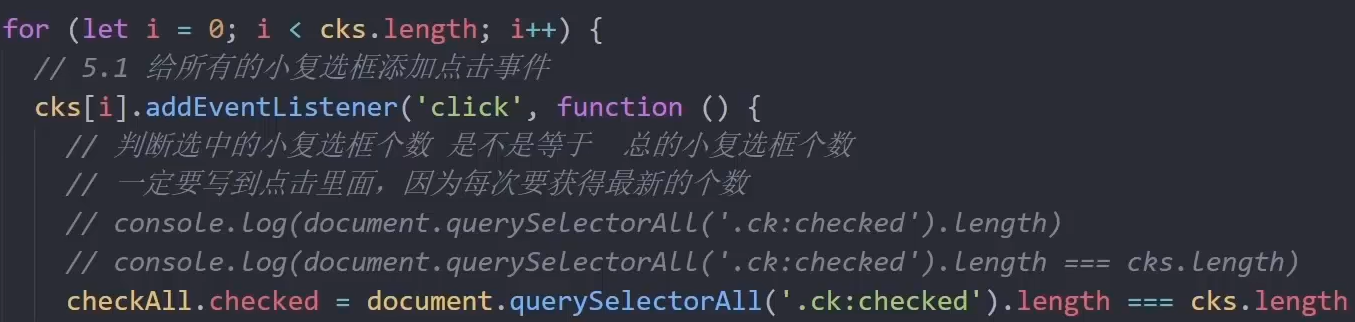 for (let i = 0; i < cks.length; i++) {
// 5.1 给所有的小复选框添加点击事件
cks[i].addEventListener('click', function () {
// 判断选中的小复选框个数 是不是等于  总的小复选框个数
// 一定要写到点击里面，因为每次要获得最新的个数
// console.log(document.querySelectorAll('.ck:checked').length)
// console.log(document.querySelectorAll('.ck:checked').length === cks.length)
checkAll.checked = document.querySelectorAll('.ck:checked').length === cks.length